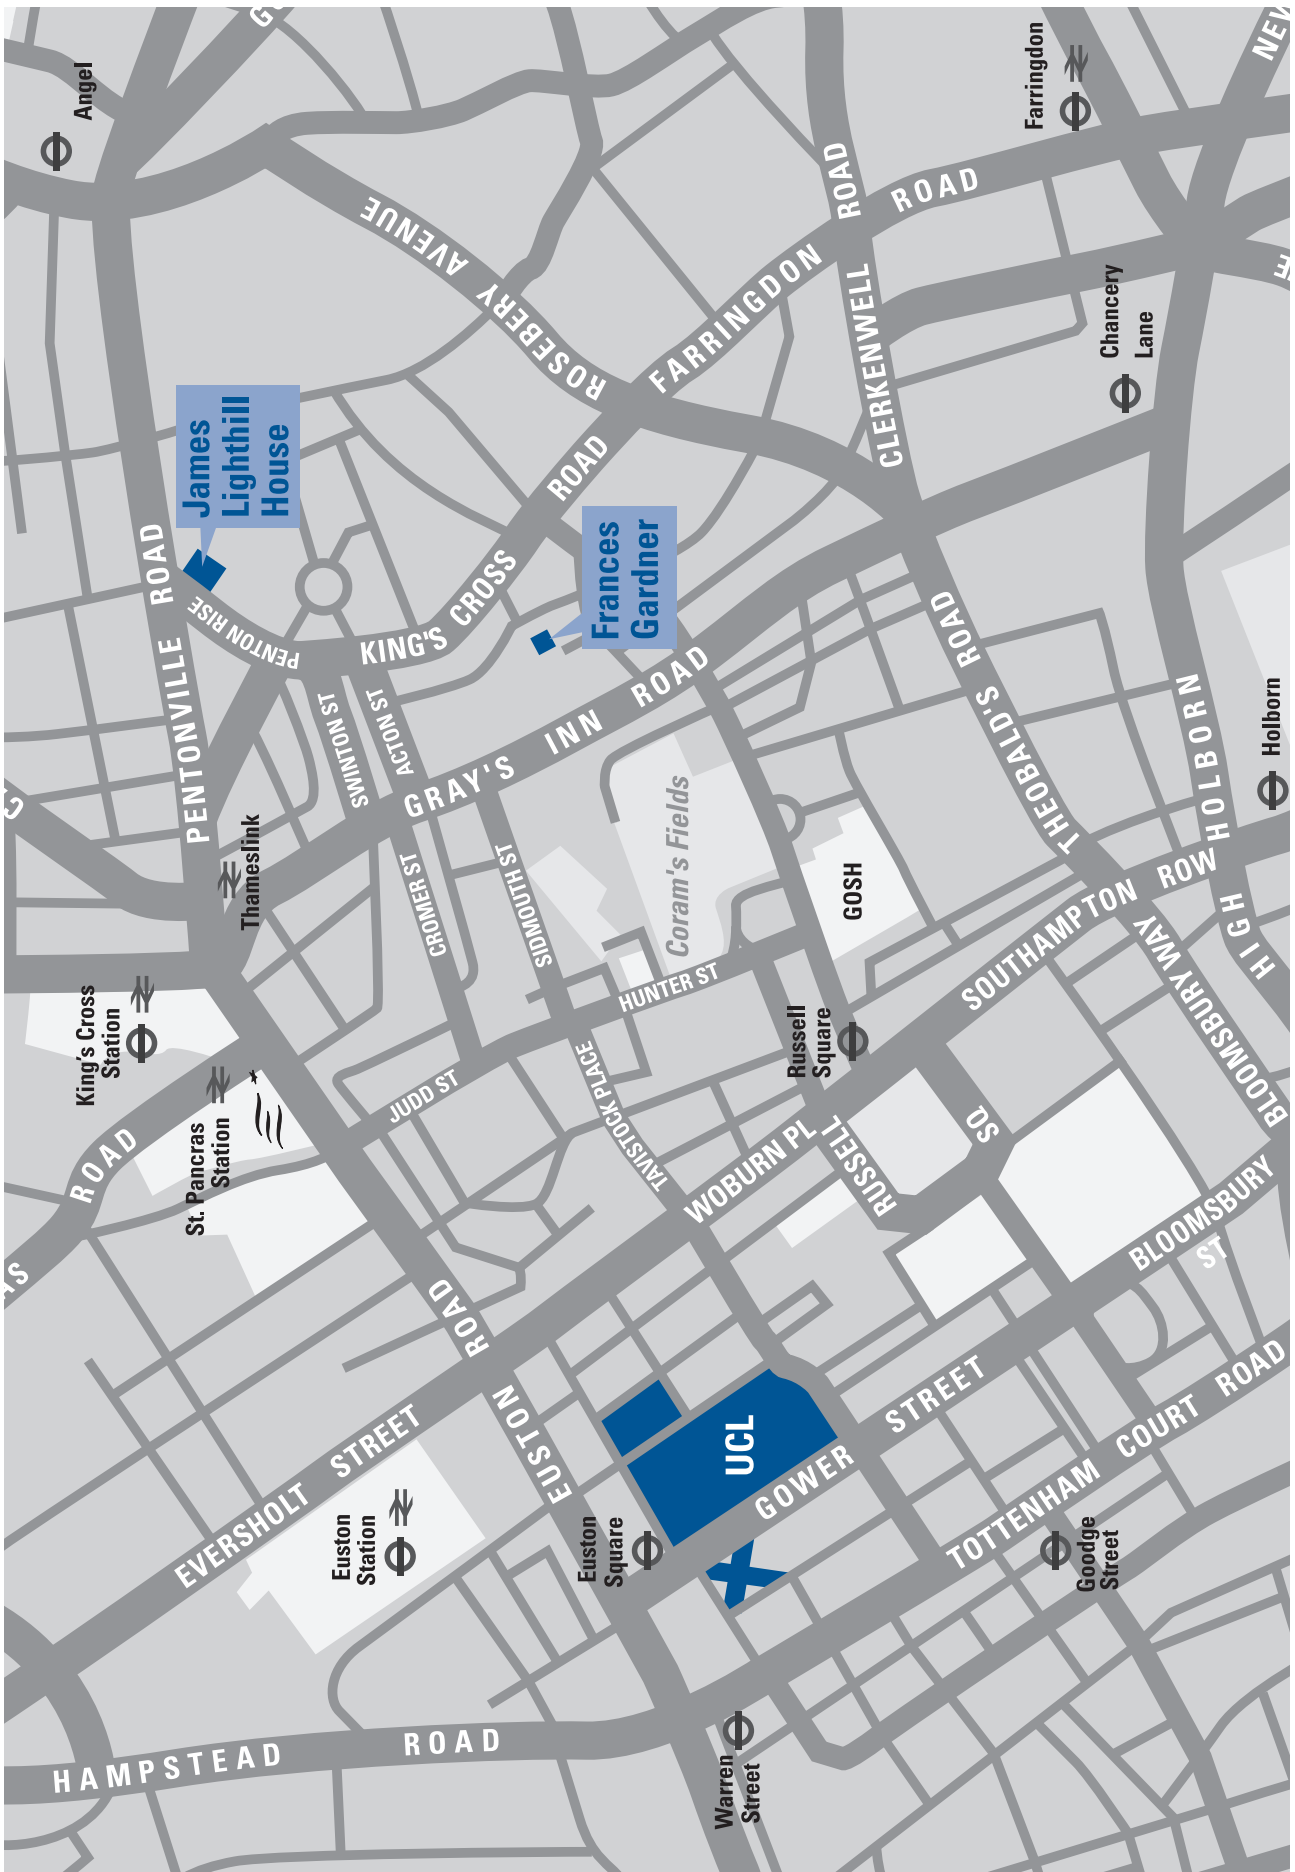 HAMPSTEAD
ROAD
EVERSHOLT
STREET
Euston
Station
Warren
Street
Euston
Square
EUSTON
ROAD
UCL
GOWER
STREET
TOTTENHAM
COURT
ROAD
Goodge
Street
ROAD
St. Pancras
Station
King's Cross
Station
Thameslink
JUDD ST
TAVISTOCK PLACE
WOBURN PL
RUSSELL
SQ.
Russell
Square
BLOOMSBURY
ST
BLOOMSBURY WAY
SOUTHAMPTON
ROW
HUNTER ST
CROMER ST
SIDMOUTH ST
Coram's Fields
GOSH
PENTONVILLE
ROAD
SWINTON ST
ACTON ST
GRAY'S
INN
ROAD
PENTON RISE
KING'S
CROSS
ROAD
James
Lighthill
House
Frances
Gardner
THEOBALD'S
ROAD
HIGH
HOLBORN
Holborn
Angel
ROSEBERY
AVENUE
FARRINGDON
ROAD
CLERKENWELL
ROAD
Chancery
Lane
Farringdon